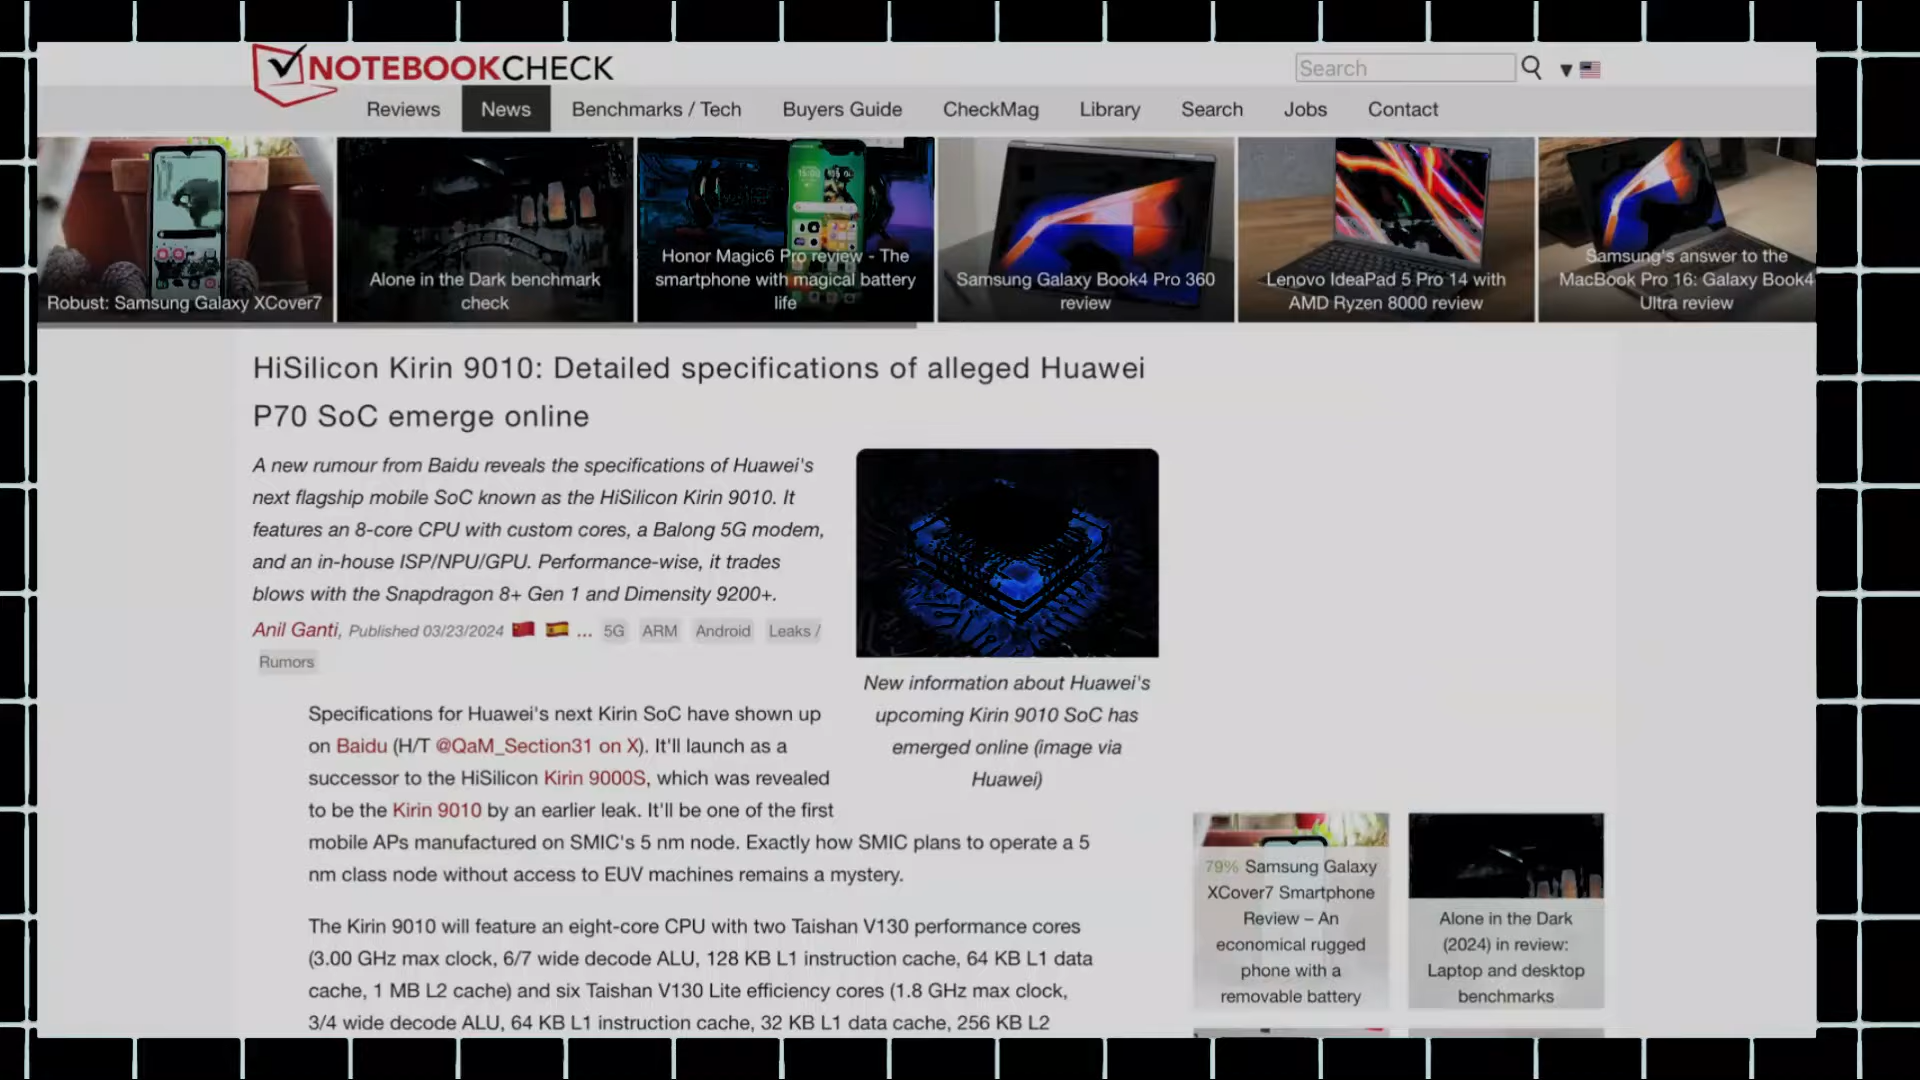 NOTEBOOKCHECK
Search
Reviews
News
Benchmarks / Tech
Buyers Guide
CheckMag
Library
Search
Jobs
Contact
Robust: Samsung Galaxy XCover7
Alone in the Dark benchmark
check
Honor Magic6 Pro review - The
smartphone with magical battery
life
Samsung Galaxy Book4 Pro 360
review
Lenovo IdeaPad 5 Pro 14 with
AMD Ryzen 8000 review
Samsung's answer to the
MacBook Pro 16: Galaxy Book4
Ultra review
HiSilicon Kirin 9010: Detailed specifications of alleged Huawei
P70 SoC emerge online
A new rumour from Baidu reveals the specifications of Huawei's
next flagship mobile SoC known as the HiSilicon Kirin 9010. It
features an 8-core CPU with custom cores, a Balong 5G modem,
and an in-house ISP/NPU/GPU. Performance-wise, it trades
blows with the Snapdragon 8+ Gen 1 and Dimensity 9200+.
Anil Ganti, Published 03/23/2024 ... 5G ARM Android Leaks /
Rumors
New information about Huawei's
upcoming Kirin 9010 SoC has
emerged online (image via
Huawei)
Specifications for Huawei's next Kirin SoC have shown up
on Baidu (H/T @QaM_Section31 on X). It'll launch as a
successor to the HiSilicon Kirin 9000S, which was revealed
to be the Kirin 9010 by an earlier leak. It'll be one of the first
mobile APs manufactured on SMIC's 5 nm node. Exactly how SMIC plans to operate a 5
nm class node without access to EUV machines remains a mystery.
The Kirin 9010 will feature an eight-core CPU with two Taishan V130 performance cores
(3.00 GHz max clock, 6/7 wide decode ALU, 128 KB L1 instruction cache, 64 KB L1 data
cache, 1 MB L2 cache) and six Taishan V130 Lite efficiency cores (1.8 GHz max clock,
3/4 wide decode ALU, 64 KB L1 instruction cache, 32 KB L1 data cache, 256 KB L2
79% Samsung Galaxy
XCover7 Smartphone
Review – An
economical rugged
phone with a
removable battery
Alone in the Dark
(2024) in review:
Laptop and desktop
benchmarks